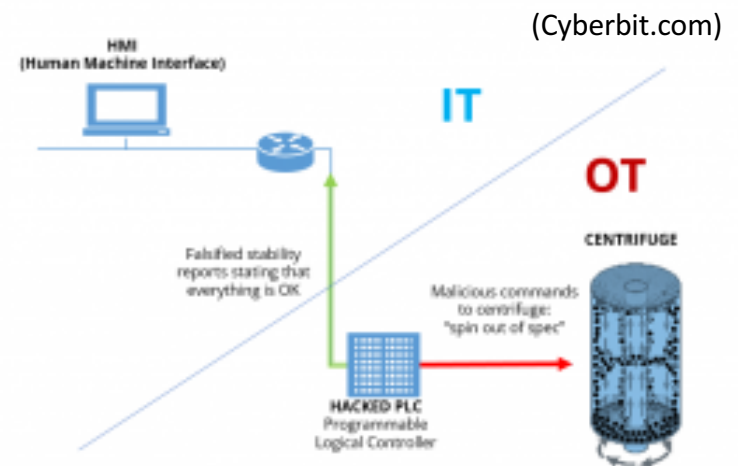 (Cyberbit.com)
HMI
(Human Machine Interface)
IT
OT
CENTRIFUGE
Falsified stability
reports stating that
everything is OK
Malicious commands
to centrifuge:
"spin out of spec"
HACKED PLC
Programmable
Logical Controller